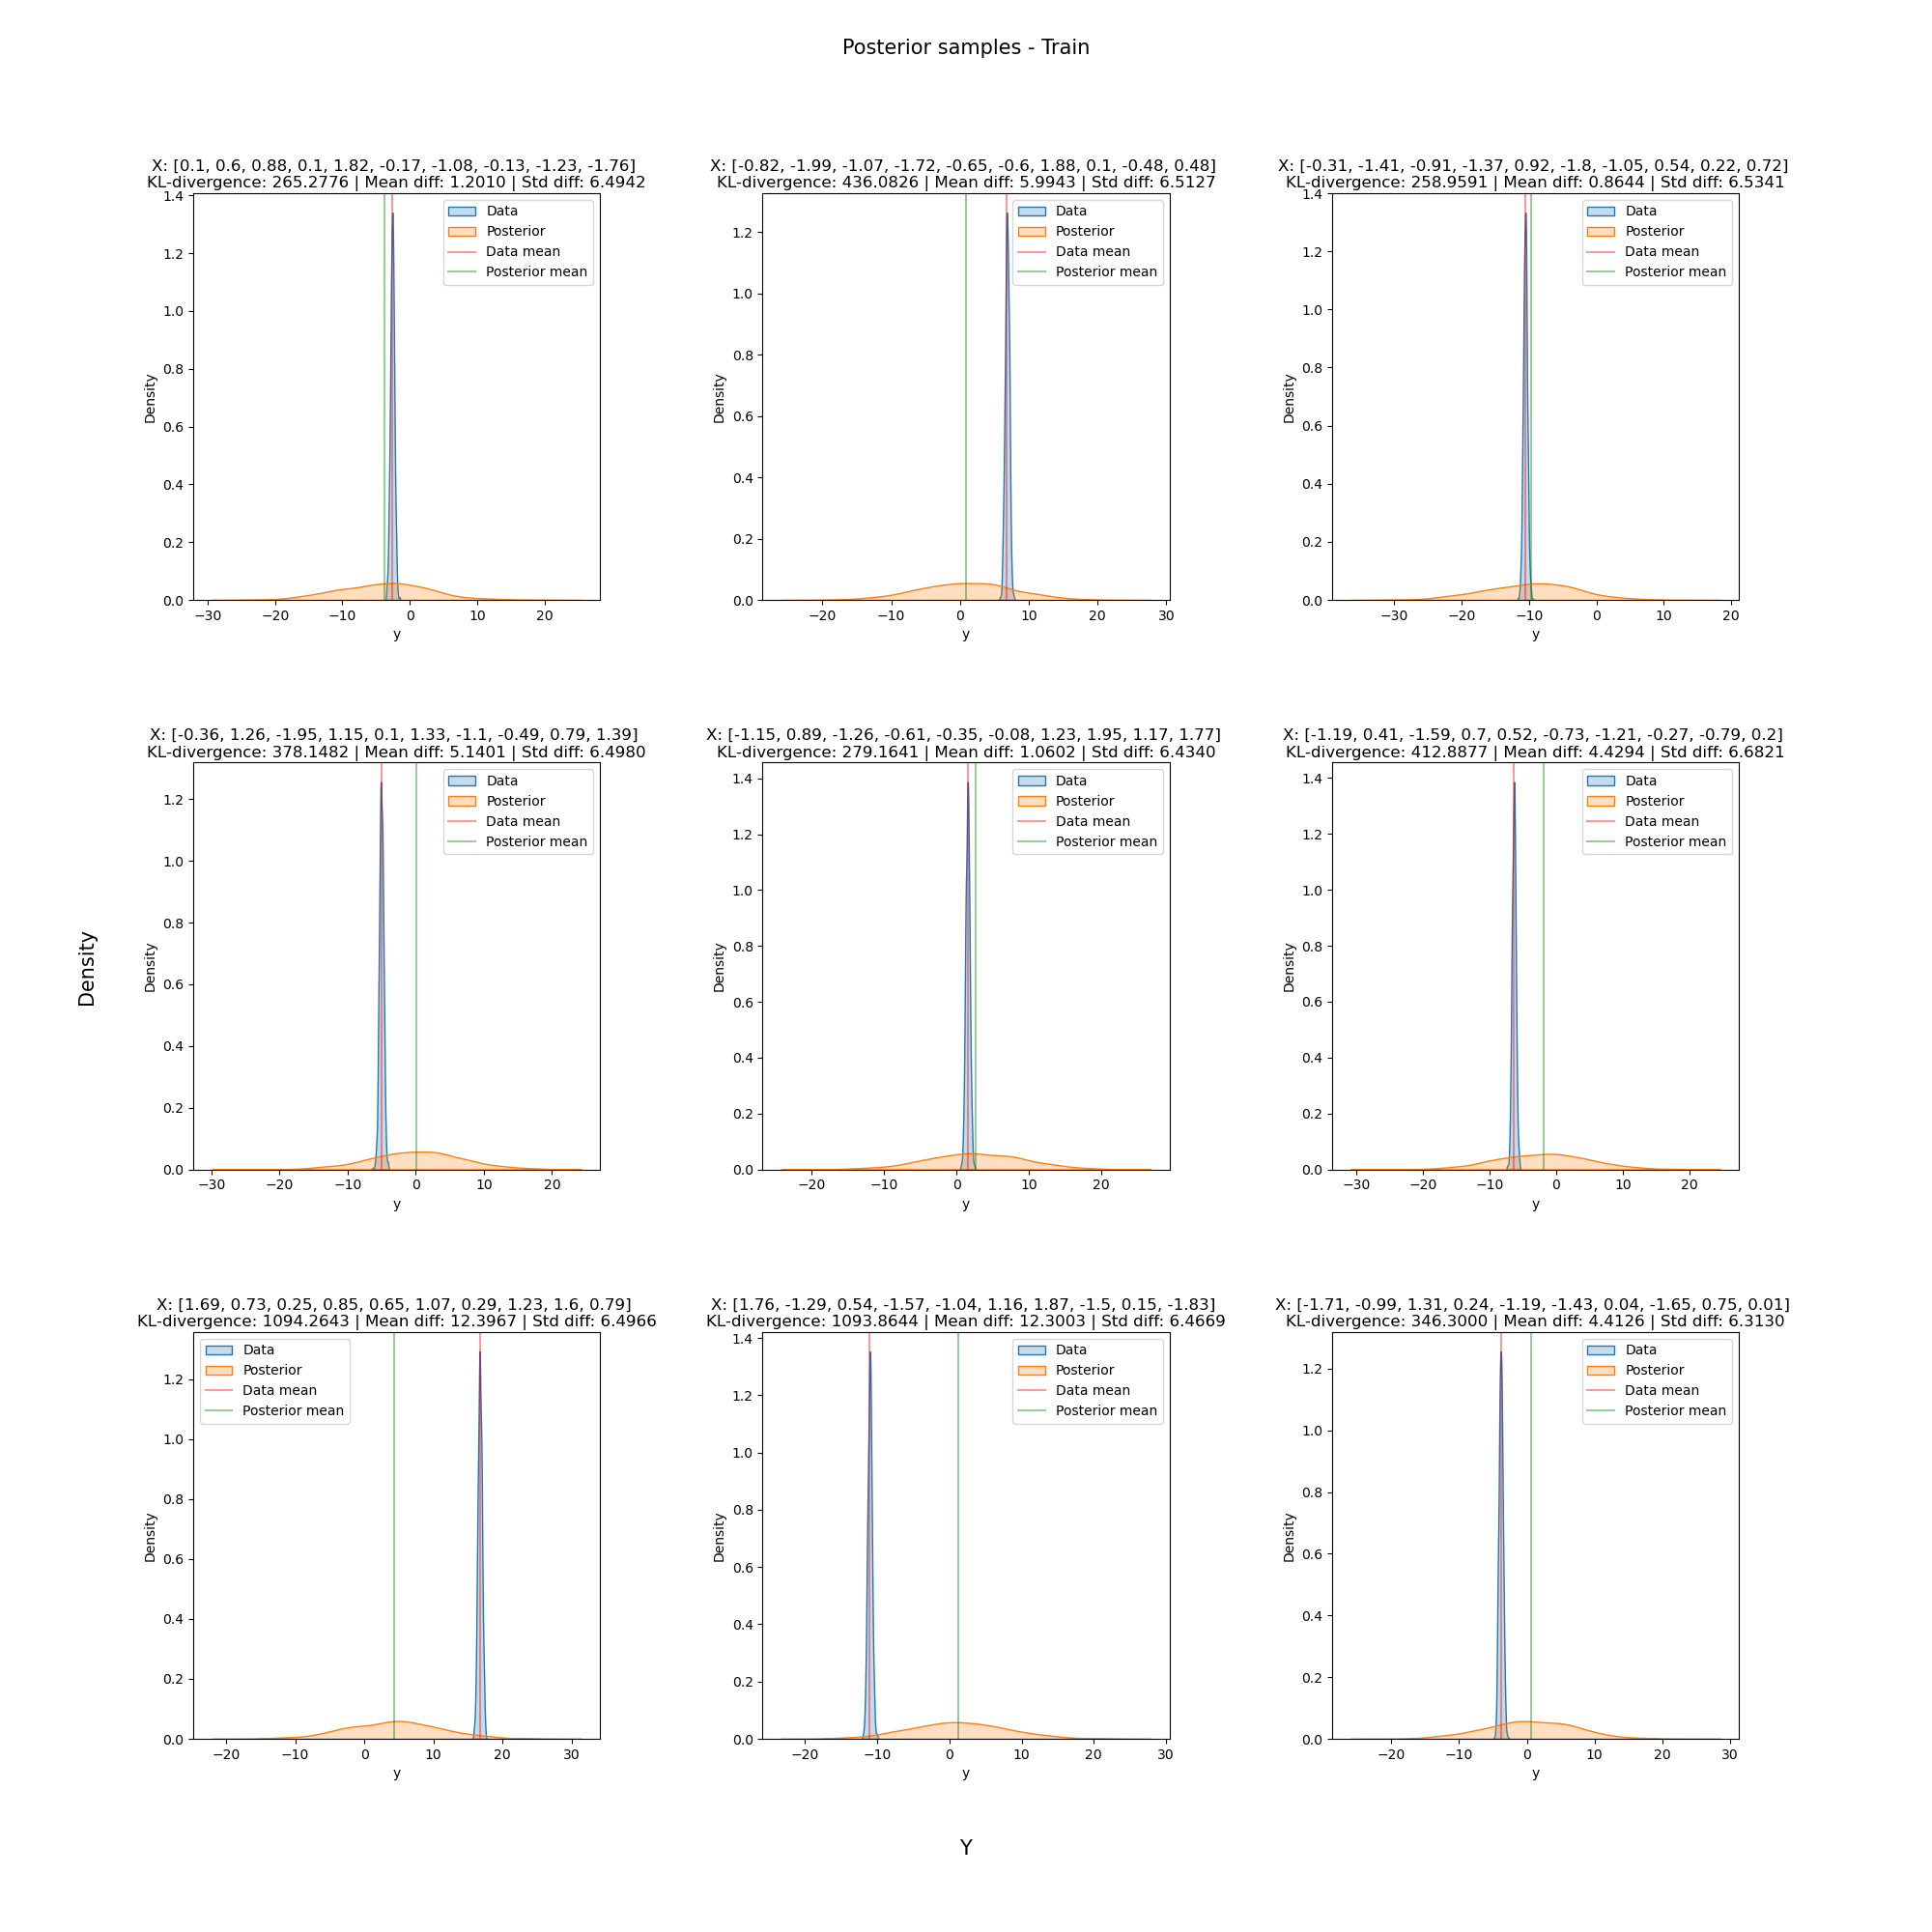 Posterior samples - Train
X: [0.1, 0.6, 0.88, 0.1, 1.82, -0.17, -1.08, -0.13, -1.23, -1.76]
KL-divergence: 265.2776 | Mean diff: 1.2010 | Std diff: 6.4942
Data
Posterior
Data mean
Posterior mean
1.4
1.2
1.0
0.8
0.6
0.4
0.2
0.0
Density
−30 −20 −10 0 10 20
y
X: [-0.82, -1.99, -1.07, -1.72, -0.65, -0.6, 1.88, 0.1, -0.48, 0.48]
KL-divergence: 436.0826 | Mean diff: 5.9943 | Std diff: 6.5127
Data
Posterior
Data mean
Posterior mean
1.2
1.0
0.8
0.6
0.4
0.2
0.0
Density
−20 −10 0 10 20 30
y
X: [-0.31, -1.41, -0.91, -1.37, 0.92, -1.8, -1.05, 0.54, 0.22, 0.72]
KL-divergence: 258.9591 | Mean diff: 0.8644 | Std diff: 6.5341
Data
Posterior
Data mean
Posterior mean
1.4
1.2
1.0
0.8
0.6
0.4
0.2
0.0
Density
−30 −20 −10 0 10 20
y
X: [-0.36, 1.26, -1.95, 1.15, 0.1, 1.33, -1.1, -0.49, 0.79, 1.39]
KL-divergence: 378.1482 | Mean diff: 5.1401 | Std diff: 6.4980
Data
Posterior
Data mean
Posterior mean
1.2
1.0
0.8
0.6
0.4
0.2
0.0
Density
−30 −20 −10 0 10 20
y
X: [-1.15, 0.89, -1.26, -0.61, -0.35, -0.08, 1.23, 1.95, 1.17, 1.77]
KL-divergence: 279.1641 | Mean diff: 1.0602 | Std diff: 6.4340
Data
Posterior
Data mean
Posterior mean
1.4
1.2
1.0
0.8
0.6
0.4
0.2
0.0
Density
−20 −10 0 10 20
y
X: [-1.19, 0.41, -1.59, 0.7, 0.52, -0.73, -1.21, -0.27, -0.79, 0.2]
KL-divergence: 412.8877 | Mean diff: 4.4294 | Std diff: 6.6821
Data
Posterior
Data mean
Posterior mean
1.4
1.2
1.0
0.8
0.6
0.4
0.2
0.0
Density
−30 −20 −10 0 10 20
y
Density
X: [1.69, 0.73, 0.25, 0.85, 0.65, 1.07, 0.29, 1.23, 1.6, 0.79]
KL-divergence: 1094.2643 | Mean diff: 12.3967 | Std diff: 6.4966
Data
Posterior
Data mean
Posterior mean
1.2
1.0
0.8
0.6
0.4
0.2
0.0
Density
−20 −10 0 10 20 30
y
X: [1.76, -1.29, 0.54, -1.57, -1.04, 1.16, 1.87, -1.5, 0.15, -1.83]
KL-divergence: 1093.8644 | Mean diff: 12.3003 | Std diff: 6.4669
Data
Posterior
Data mean
Posterior mean
1.4
1.2
1.0
0.8
0.6
0.4
0.2
0.0
Density
−20 −10 0 10 20 30
y
X: [-1.71, -0.99, 1.31, 0.24, -1.19, -1.43, 0.04, -1.65, 0.75, 0.01]
KL-divergence: 346.3000 | Mean diff: 4.4126 | Std diff: 6.3130
Data
Posterior
Data mean
Posterior mean
1.2
1.0
0.8
0.6
0.4
0.2
0.0
Density
−20 −10 0 10 20 30
y
Y